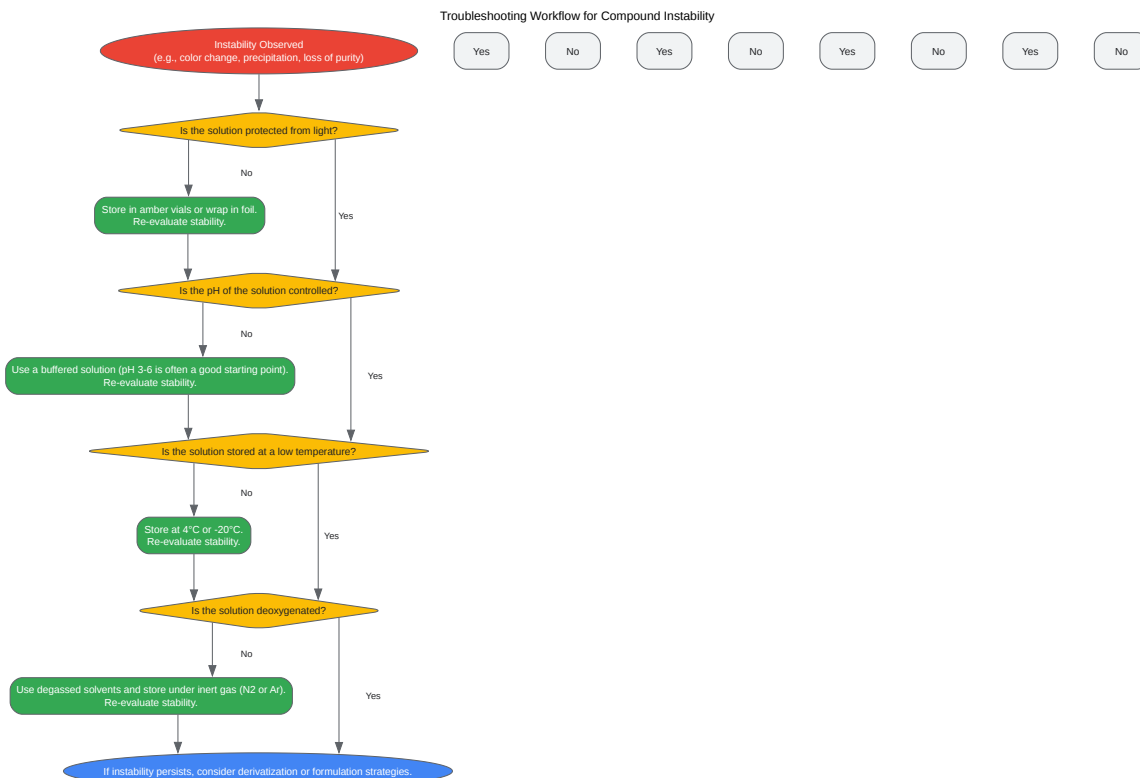 Troubleshooting Workflow for Compound Instability
Instability Observed
(e.g., color change, precipitation, loss of purity)
Yes
No
Yes
No
Yes
No
Yes
No
Is the solution protected from light?
No
Store in amber vials or wrap in foil.
Re-evaluate stability.
Yes
Is the pH of the solution controlled?
No
Use a buffered solution (pH 3-6 is often a good starting point).
Re-evaluate stability.
Yes
Is the solution stored at a low temperature?
No
Store at 4°C or -20°C.
Re-evaluate stability.
Yes
Is the solution deoxygenated?
No
Use degassed solvents and store under inert gas (N2 or Ar).
Re-evaluate stability.
Yes
If instability persists, consider derivatization or formulation strategies.